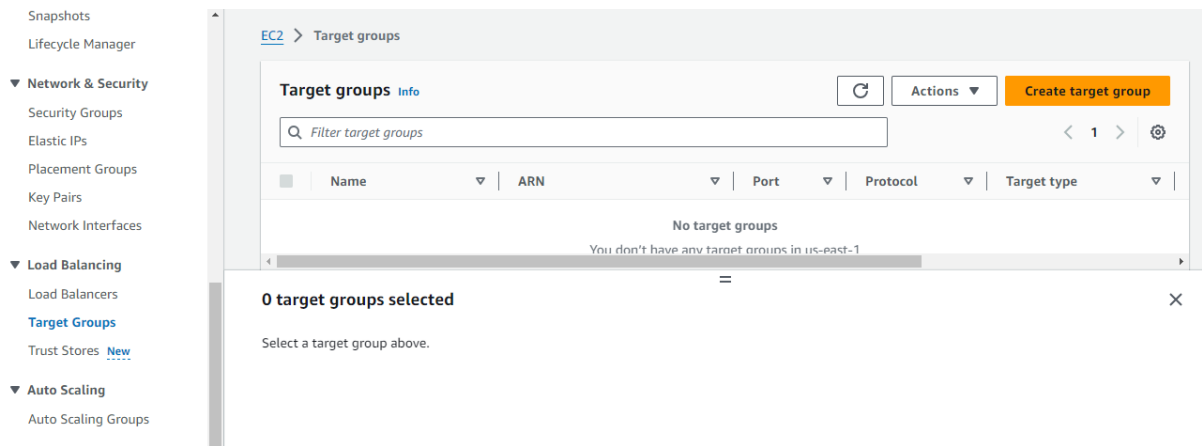 Snapshots
Lifecycle Manager
Network & Security
Security Groups
Elastic IPs
Placement Groups
Key Pairs
Network Interfaces
Load Balancing
Load Balancers
Target Groups
Trust Stores New
Auto Scaling
Auto Scaling Groups
EC2 > Target groups
Target groups Info
Actions
Create target group
Filter target groups
< 1 >
Name ARN Port Protocol Target type
No target groups
You don't have any target groups in us-east-1
0 target groups selected
Select a target group above.